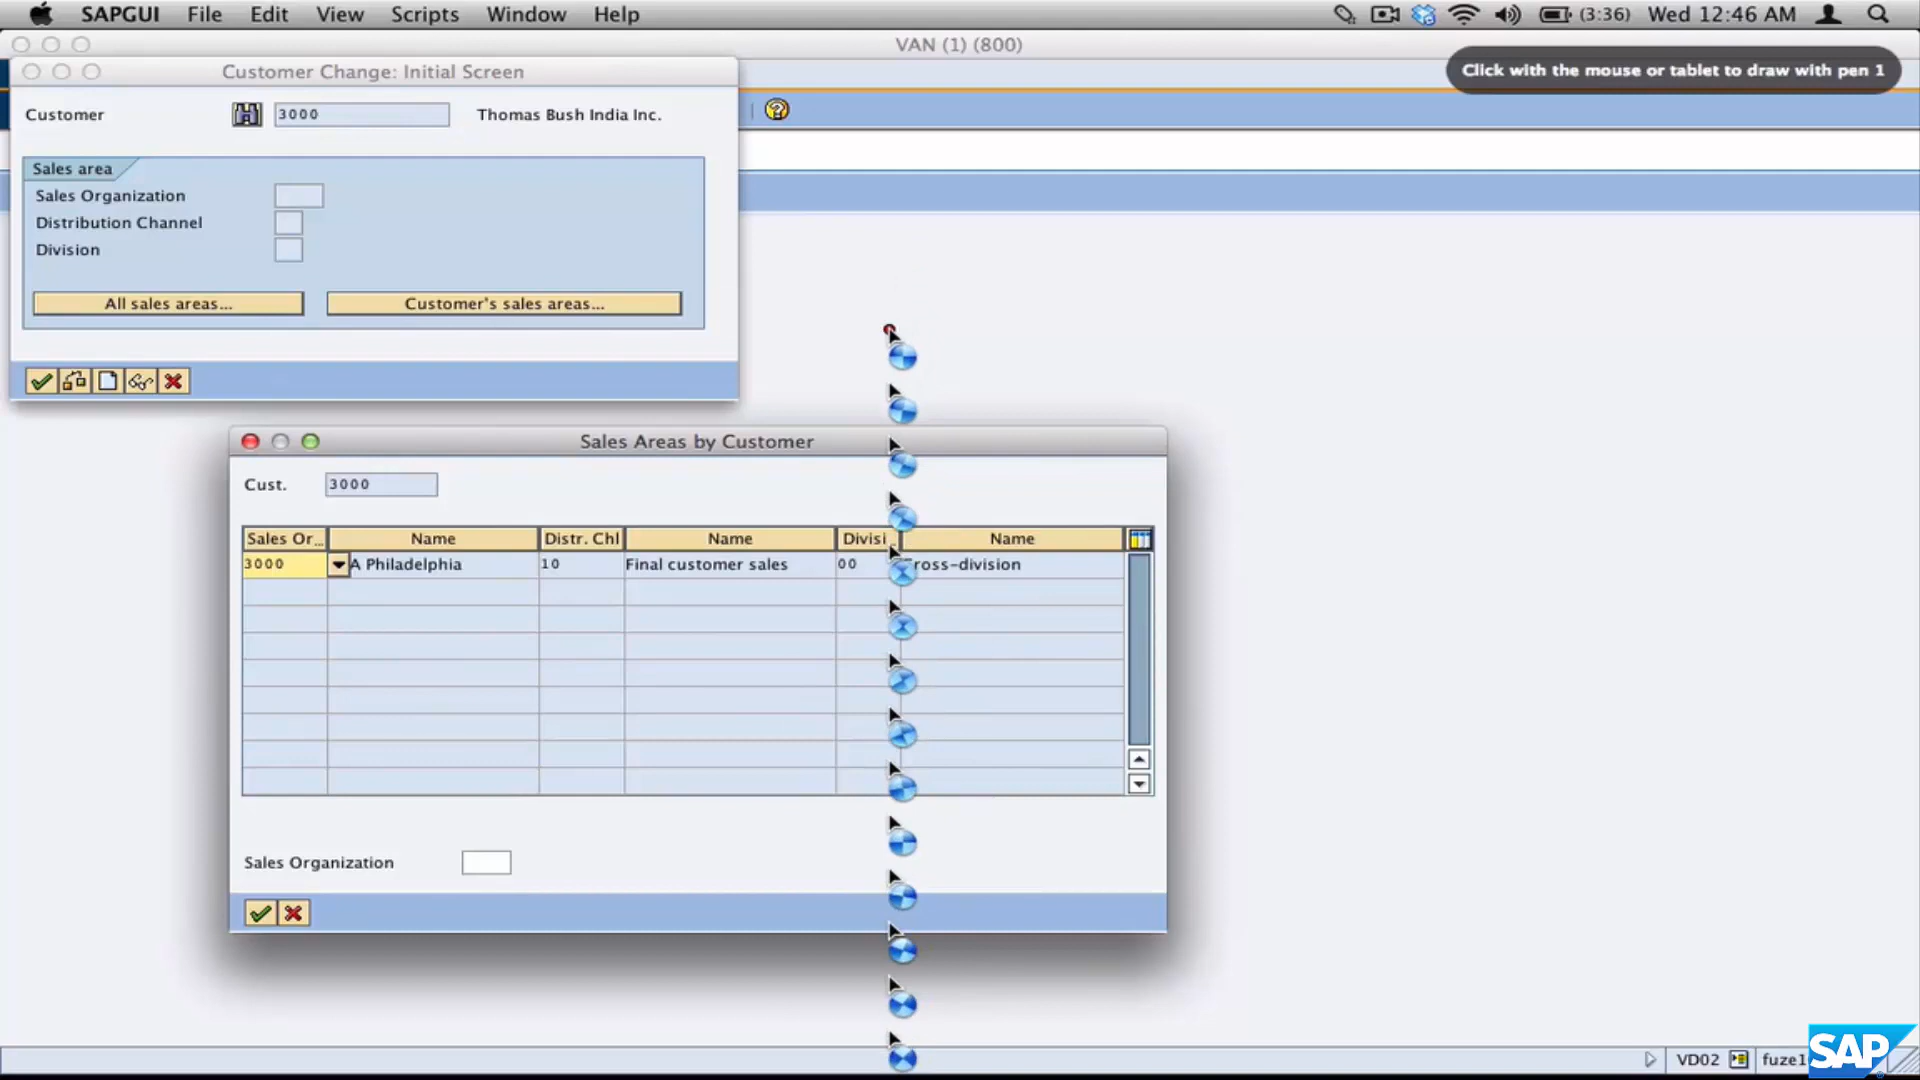 SAPGUI File Edit View Scripts Window Help (3:36) Wed 12:46 AM
VAN (1) (800)
Click with the mouse or tablet to draw with pen 1
Customer Change: Initial Screen
Customer 3000 Thomas Bush India Inc.
Sales area
Sales Organization
Distribution Channel
Division
All sales areas... Customer's sales areas...
Sales Areas by Customer
Cust. 3000
Sales Or... Name Distr. Chl Name Divisi... Name
3000 A Philadelphia 10 Final customer sales 00 ross-division
Sales Organization
VD02 fuze1
SAP